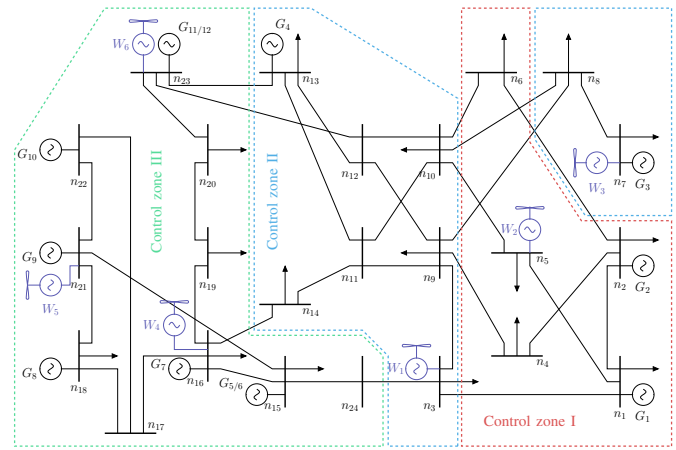 G11/12
G4
W6
n23
n13
n6
n8
G10
n22
n20
n12
n10
n7
G3
W3
Control zone III
Control zone II
G9
n21
W5
n19
n11
n9
W2
n5
n2
G2
W4
n14
G8
n18
G7
n16
G5/6
n15
n24
W1
n3
n4
n1
G1
n17
Control zone I